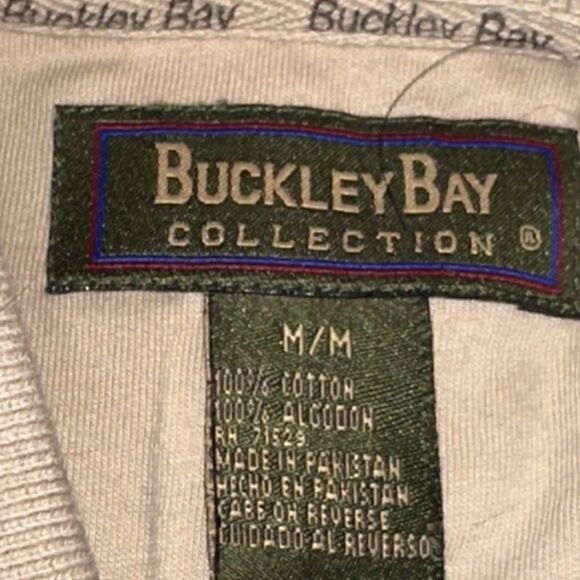 Buckley Bay Buckley Bay
BUCKLEY BAY
COLLECTION ®
M/M
100% COTTON
100% ALGODON
RN 71529
MADE IN PAKISTAN
HECHO EN PAKISTAN
CARE ON REVERSE
CUIDADO AL REVERSO